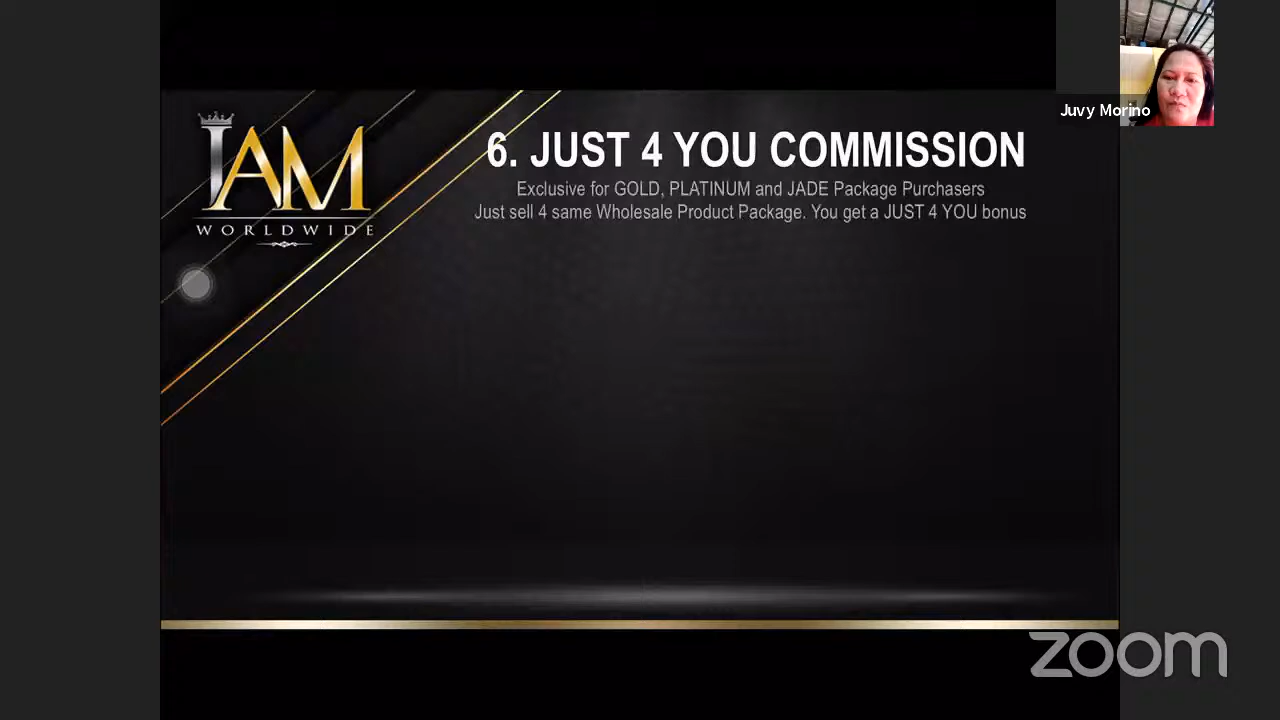 IAM
WORLDWIDE
6. JUST 4 YOU COMMISSION
Exclusive for GOLD, PLATINUM and JADE Package Purchasers
Just sell 4 same Wholesale Product Package. You get a JUST 4 YOU bonus
Juvy Morino
zoom